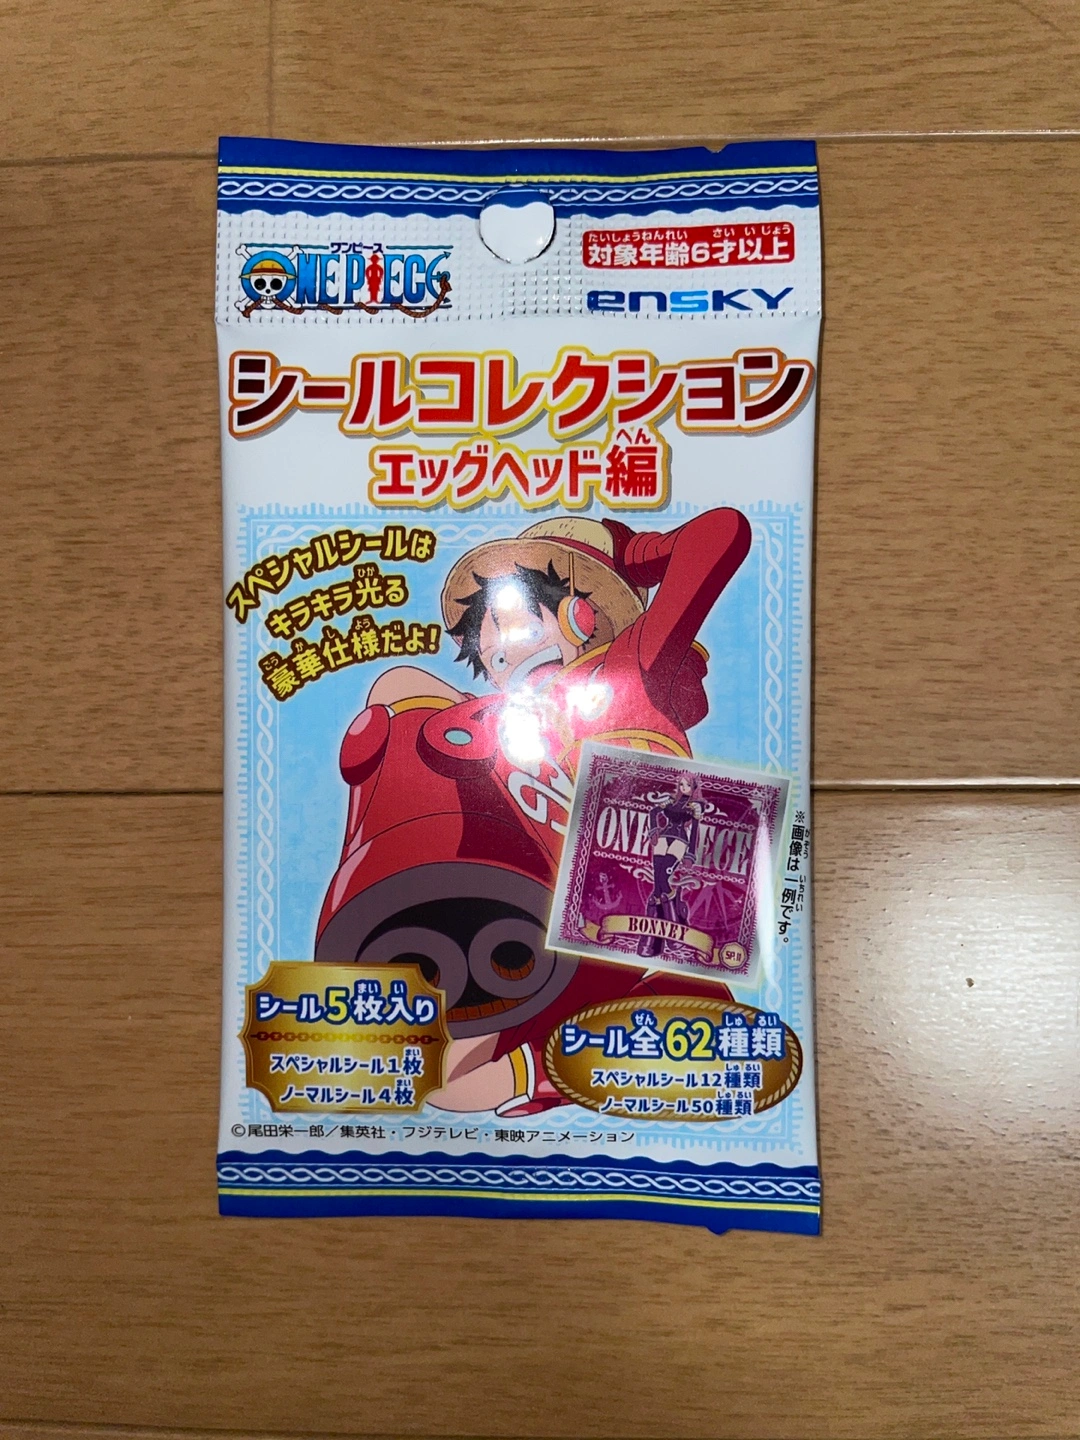 ワンピース
ONE PIECE
たいしょうねんれい さいいじょう
対象年齢6才以上
ensky
シールコレクション
へん
エッグヘッド編
スペシャルシールは
ひか
キラキラ光る
ごうかしよう
豪華仕様だよ!
ONE PIECE
BONNEY
SP.11
がぞう いちれい
※画像は一例です。
まいい
シール5枚入り
まい
スペシャルシール1枚
まい
ノーマルシール4枚
ぜん しゅるい
シール全62種類
しゅるい
スペシャルシール12種類
しゅるい
ノーマルシール50種類
©尾田栄一郎/集英社・フジテレビ・東映アニメーション